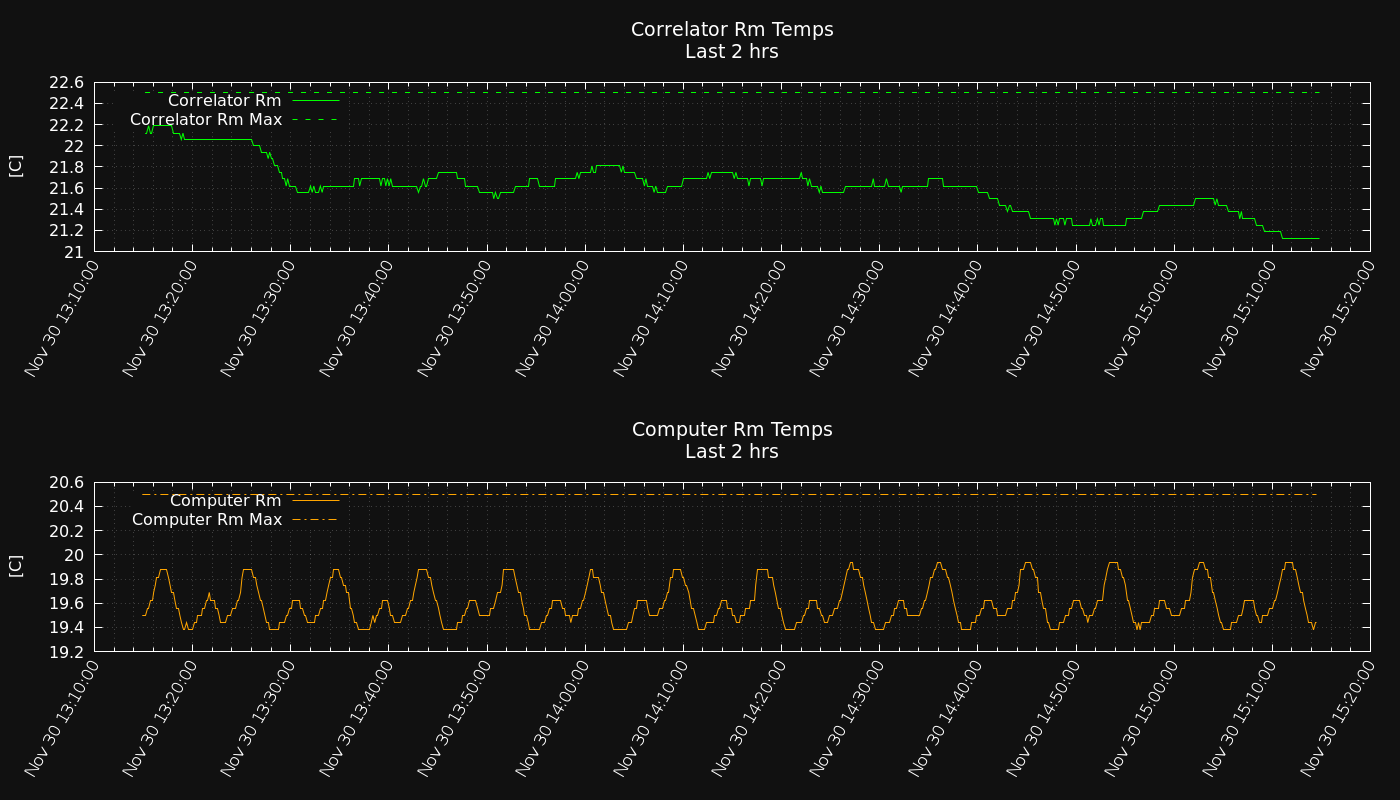 Correlator Rm Temps
Last 2 hrs
22.6
22.4
22.2
22
21.8
21.6
21.4
21.2
21
[C]
Correlator Rm
Correlator Rm Max
Nov 30 13:10:00
Nov 30 13:20:00
Nov 30 13:30:00
Nov 30 13:40:00
Nov 30 13:50:00
Nov 30 14:00:00
Nov 30 14:10:00
Nov 30 14:20:00
Nov 30 14:30:00
Nov 30 14:40:00
Nov 30 14:50:00
Nov 30 15:00:00
Nov 30 15:10:00
Nov 30 15:20:00
Computer Rm Temps
Last 2 hrs
20.6
20.4
20.2
20
19.8
19.6
19.4
19.2
[C]
Computer Rm
Computer Rm Max
Nov 30 13:10:00
Nov 30 13:20:00
Nov 30 13:30:00
Nov 30 13:40:00
Nov 30 13:50:00
Nov 30 14:00:00
Nov 30 14:10:00
Nov 30 14:20:00
Nov 30 14:30:00
Nov 30 14:40:00
Nov 30 14:50:00
Nov 30 15:00:00
Nov 30 15:10:00
Nov 30 15:20:00